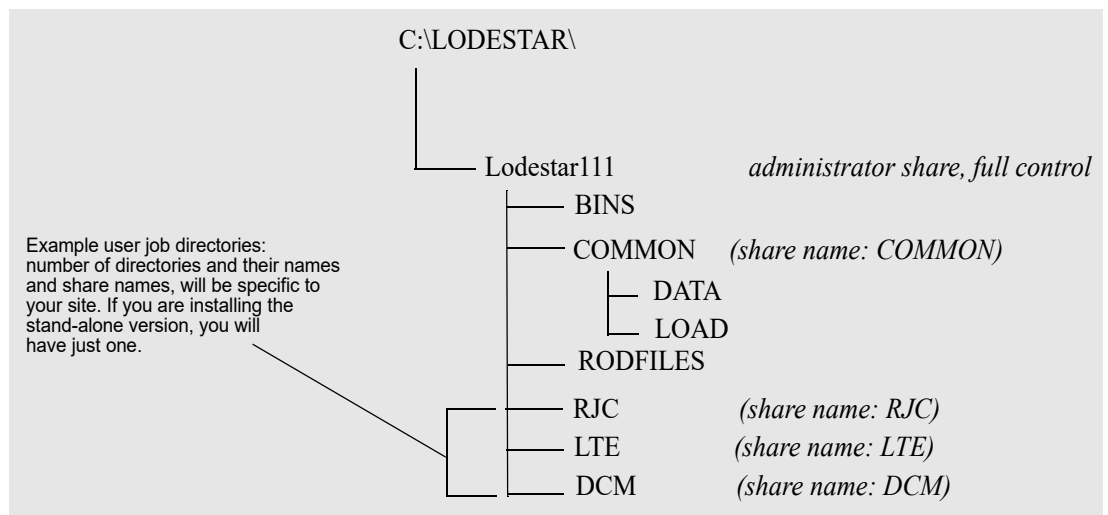 C:\LODESTAR\
Lodestar111 administrator share, full control
BINS
COMMON (share name: COMMON)
DATA
LOAD
RODFILES
RJC (share name: RJC)
LTE (share name: LTE)
DCM (share name: DCM)
Example user job directories:
number of directories and their names
and share names, will be specific to
your site. If you are installing the
stand-alone version, you will
have just one.